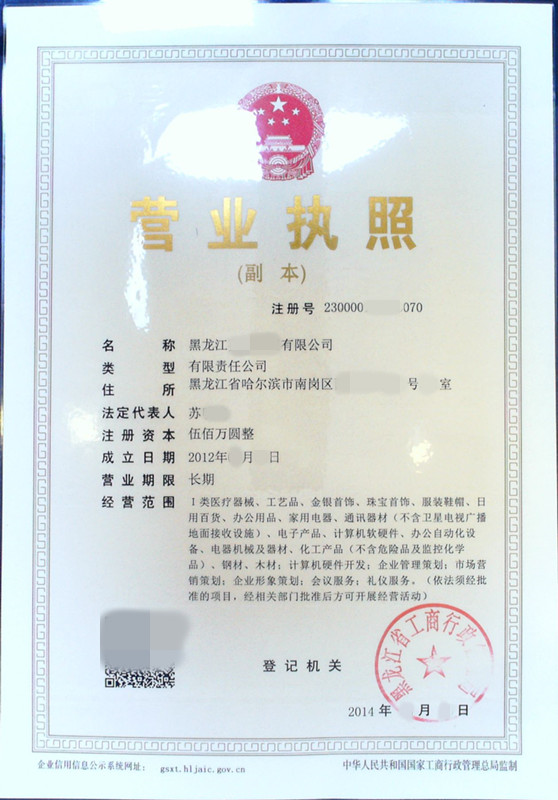 营业执照
(副 本)
注册号 230000 070
名 称 黑龙江 有限公司
类 型 有限责任公司
住 所 黑龙江省哈尔滨市南岗区 号 室
法定代表人 苏
注册资本 伍佰万圆整
成立日期 2012年 月 日
营业期限 长期
经营范围 I类医疗器械、工艺品、金银首饰、珠宝首饰、服装鞋帽、日
用百货、办公用品、家用电器、通讯器材（不含卫星电视广播
地面接收设施）、电子产品、计算机软硬件、办公自动化设
备、电器机械及器材、化工产品（不含危险品及监控化学
品）、钢材、木材；计算机硬件开发；企业管理策划；市场营
销策划；企业形象策划；会议服务；礼仪服务。（依法须经批
准的项目，经相关部门批准后方可开展经营活动）
黑龙江省工商行政
登记机关
2014 年 月 日
企业信用信息公示系统网址： gsxt.hljaic.gov.cn
中华人民共和国国家工商行政管理总局监制